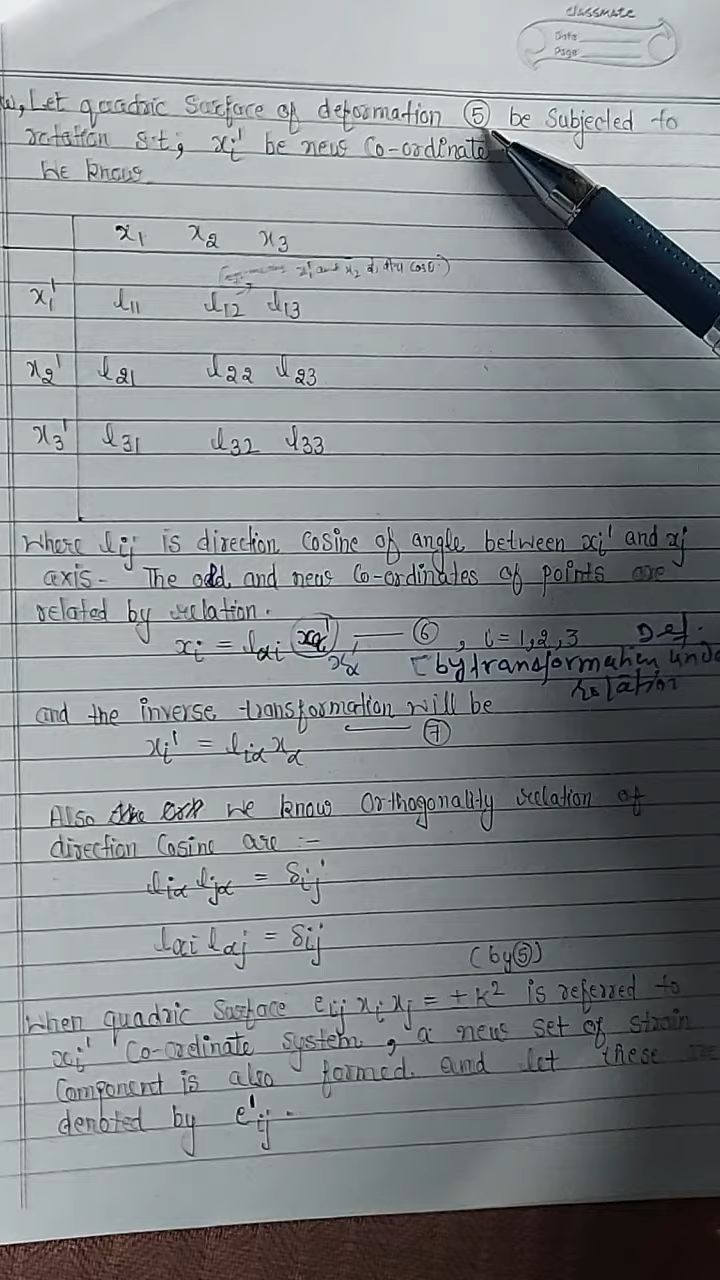 classmate
Date
Page
w, Let quadric Surface of deformation ⑤ be Subjected to
rotation s.t, xi' be new Co-ordinate
We know
x1 x2 x3
x1' and x2
x1' l11 l12 l13
x2' l21 l22 l23
x3' l31 l32 l33
Where lij is direction cosine of angle between xi' and xj
axis- The old and new Co-ordinates of points are
related by relation.
xi = lαi xα', — ⑥, i=1,2,3 Def.
x'α [by transformation und
and the inverse transformation will be
xi' = liα xα — ⑦
Also we know Orthogonality relation of
direction Cosine are :-
liα ljα = δij
lαi lαj = δij
(by⑤)
When quadric Surface eij xi xj = ±K² is referred to
xi' Co-ordinate system, a new set of strain
Component is also formed. and let these
denoted by e'ij.